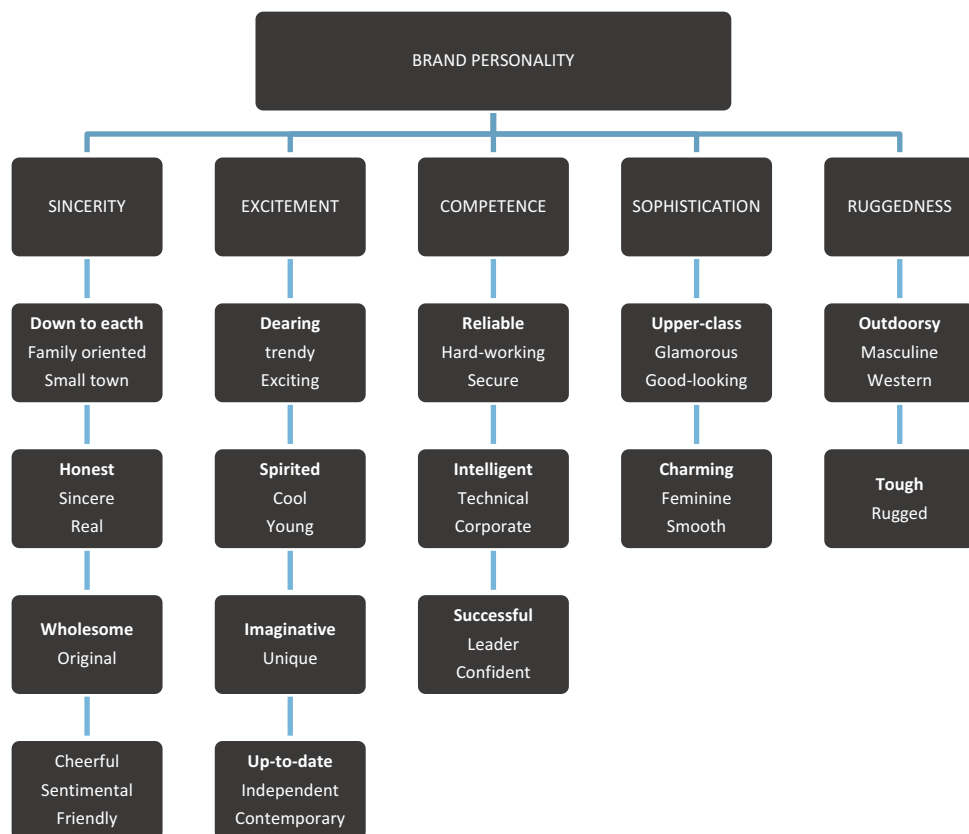 BRAND PERSONALITY
SINCERITY
EXCITEMENT
COMPETENCE
SOPHISTICATION
RUGGEDNESS
Down to eacth
Family oriented
Small town
Dearing
trendy
Exciting
Reliable
Hard-working
Secure
Upper-class
Glamorous
Good-looking
Outdoorsy
Masculine
Western
Honest
Sincere
Real
Spirited
Cool
Young
Intelligent
Technical
Corporate
Charming
Feminine
Smooth
Tough
Rugged
Wholesome
Original
Imaginative
Unique
Successful
Leader
Confident
Cheerful
Sentimental
Friendly
Up-to-date
Independent
Contemporary